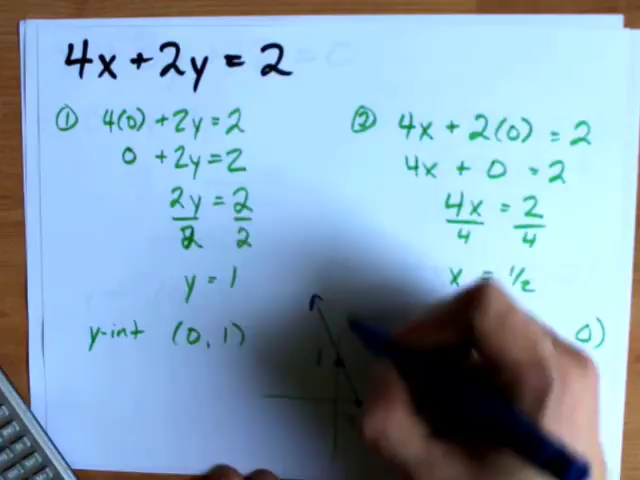 4x + 2y = 2
① 4(0) + 2y = 2
0 + 2y = 2
2y = 2
2 2
y = 1
y-int (0, 1)
② 4x + 2(0) = 2
4x + 0 = 2
4x = 2
4 4
x = 1/2
0)
1